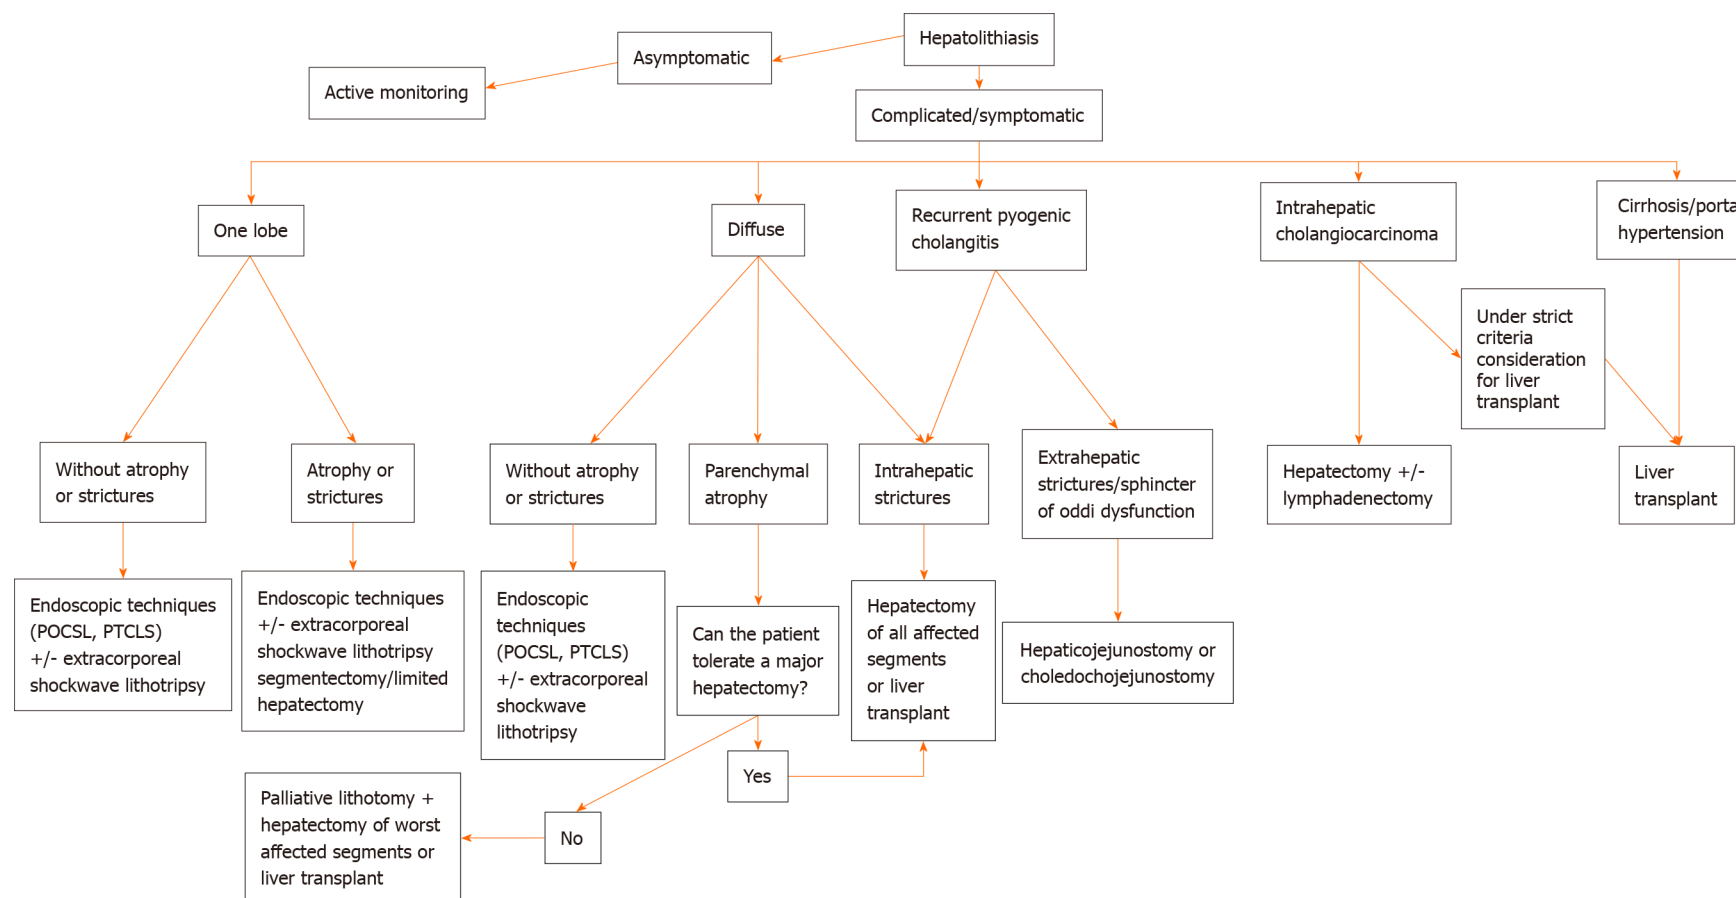 Hepatolithiasis
Asymptomatic
Active monitoring
Complicated/symptomatic
One lobe
Diffuse
Recurrent pyogenic
cholangitis
Intrahepatic
cholangiocarcinoma
Cirrhosis/porta
hypertension
Under strict
criteria
consideration
for liver
transplant
Without atrophy
or strictures
Atrophy or
strictures
Without atrophy
or strictures
Parenchymal
atrophy
Intrahepatic
strictures
Extrahepatic
strictures/sphincter
of oddi dysfunction
Hepatectomy +/-
lymphadenectomy
Liver
transplant
Endoscopic techniques
(POCSL, PTCLS)
+/- extracorporeal
shockwave lithotripsy
Endoscopic techniques
+/- extracorporeal
shockwave lithotripsy
segmentectomy/limited
hepatectomy
Endoscopic
techniques
(POCSL, PTCLS)
+/- extracorporeal
shockwave
lithotripsy
Can the patient
tolerate a major
hepatectomy?
Hepatectomy
of all affected
segments
or liver
transplant
Hepaticojejunostomy or
choledochojejunostomy
Yes
No
Palliative lithotomy +
hepatectomy of worst
affected segments or
liver transplant